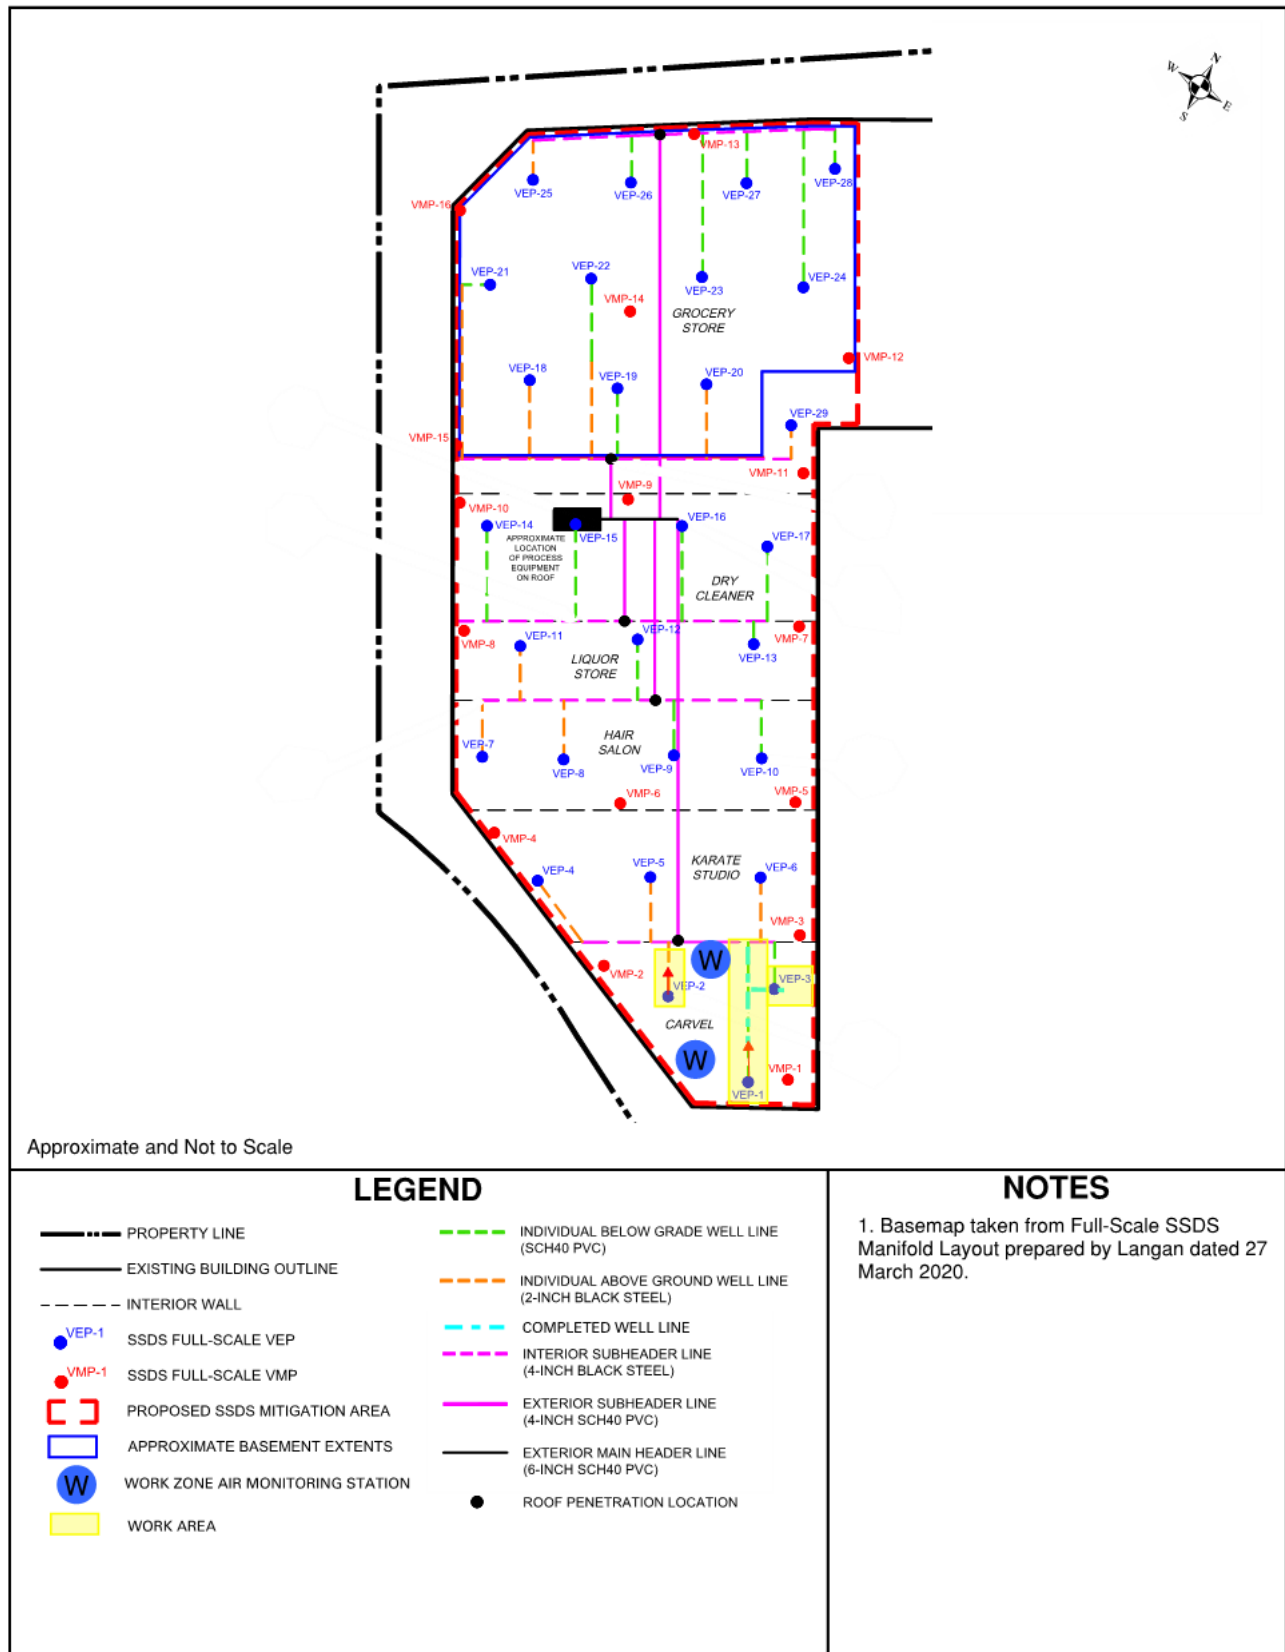 N
W
E
S
VMP-13
VEP-25
VEP-26
VEP-27
VEP-28
VMP-16
VEP-21
VEP-22
VEP-23
VEP-24
VMP-14
GROCERY
STORE
VMP-12
VEP-18
VEP-19
VEP-20
VEP-29
VMP-15
VMP-11
VMP-9
VMP-10
VEP-14
VEP-15
VEP-16
VEP-17
APPROXIMATE
LOCATION
OF PROCESS
EQUIPMENT
ON ROOF
DRY
CLEANER
VMP-8
VEP-11
VEP-12
VMP-7
VEP-13
LIQUOR
STORE
HAIR
SALON
VEP-7
VEP-8
VEP-9
VEP-10
VMP-6
VMP-5
VMP-4
KARATE
STUDIO
VEP-4
VEP-5
VEP-6
VMP-3
W
VMP-2
VEP-2
VEP-3
CARVEL
W
VMP-1
VEP-1
Approximate and Not to Scale
LEGEND
PROPERTY LINE
EXISTING BUILDING OUTLINE
INTERIOR WALL
VEP-1
SSDS FULL-SCALE VEP
VMP-1
SSDS FULL-SCALE VMP
PROPOSED SSDS MITIGATION AREA
APPROXIMATE BASEMENT EXTENTS
W
WORK ZONE AIR MONITORING STATION
WORK AREA
INDIVIDUAL BELOW GRADE WELL LINE
(SCH40 PVC)
INDIVIDUAL ABOVE GROUND WELL LINE
(2-INCH BLACK STEEL)
COMPLETED WELL LINE
INTERIOR SUBHEADER LINE
(4-INCH BLACK STEEL)
EXTERIOR SUBHEADER LINE
(4-INCH SCH40 PVC)
EXTERIOR MAIN HEADER LINE
(6-INCH SCH40 PVC)
ROOF PENETRATION LOCATION
NOTES
1. Basemap taken from Full-Scale SSDS
Manifold Layout prepared by Langan dated 27
March 2020.